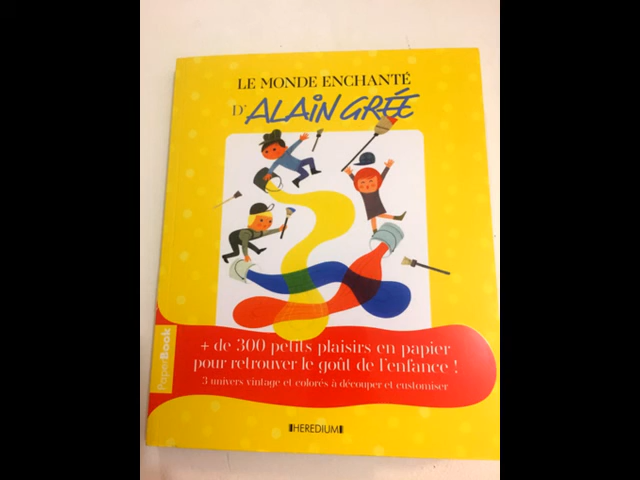 LE MONDE ENCHANTÉ
D'ALAIN GRÉE
+ de 300 petits plaisirs en papier
pour retrouver le goût de l'enfance !
3 univers vintage et colorés à découper et customiser
PaperBook
HEREDIUM